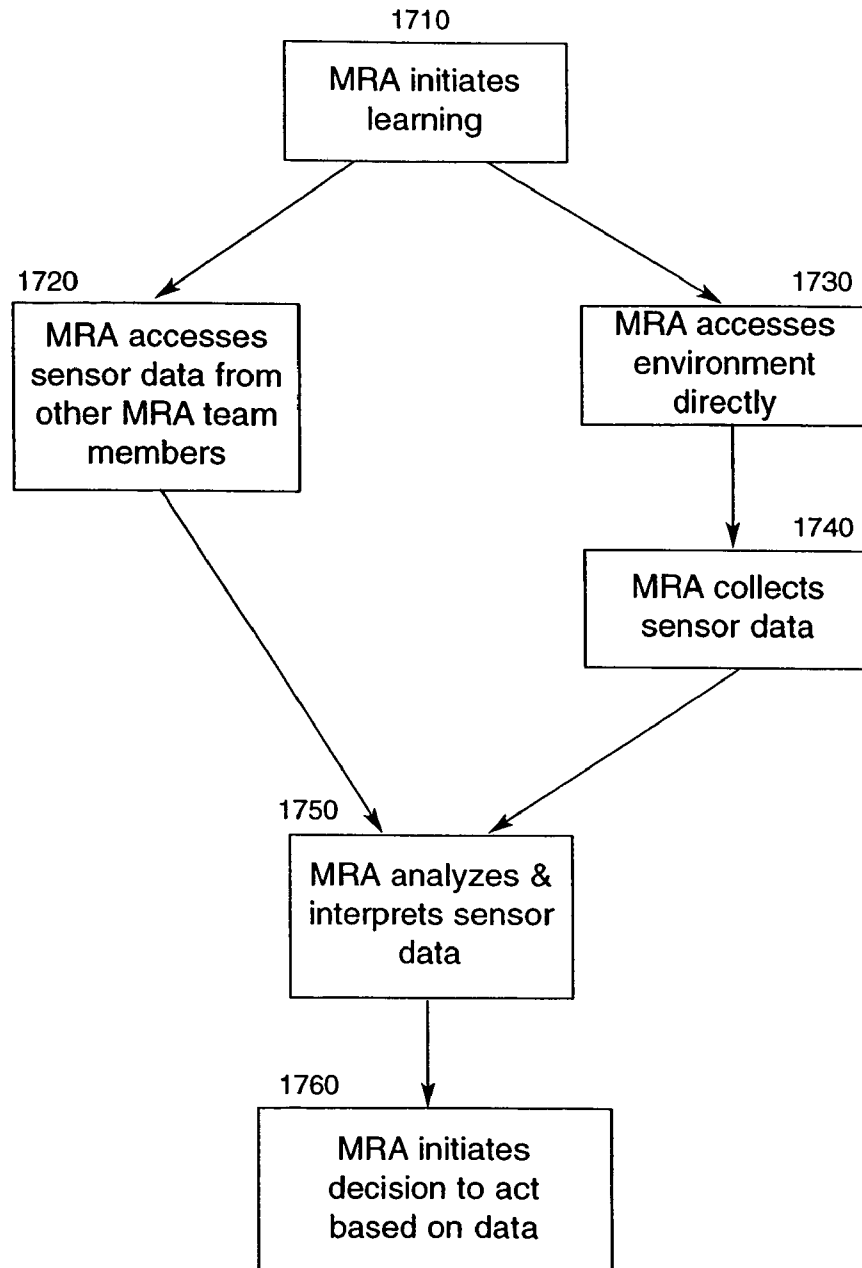 1710
MRA initiates
learning
1720
MRA accesses
sensor data from
other MRA team
members
1730
MRA accesses
environment
directly
1740
MRA collects
sensor data
1750
MRA analyzes &
interprets sensor
data
1760
MRA initiates
decision to act
based on data